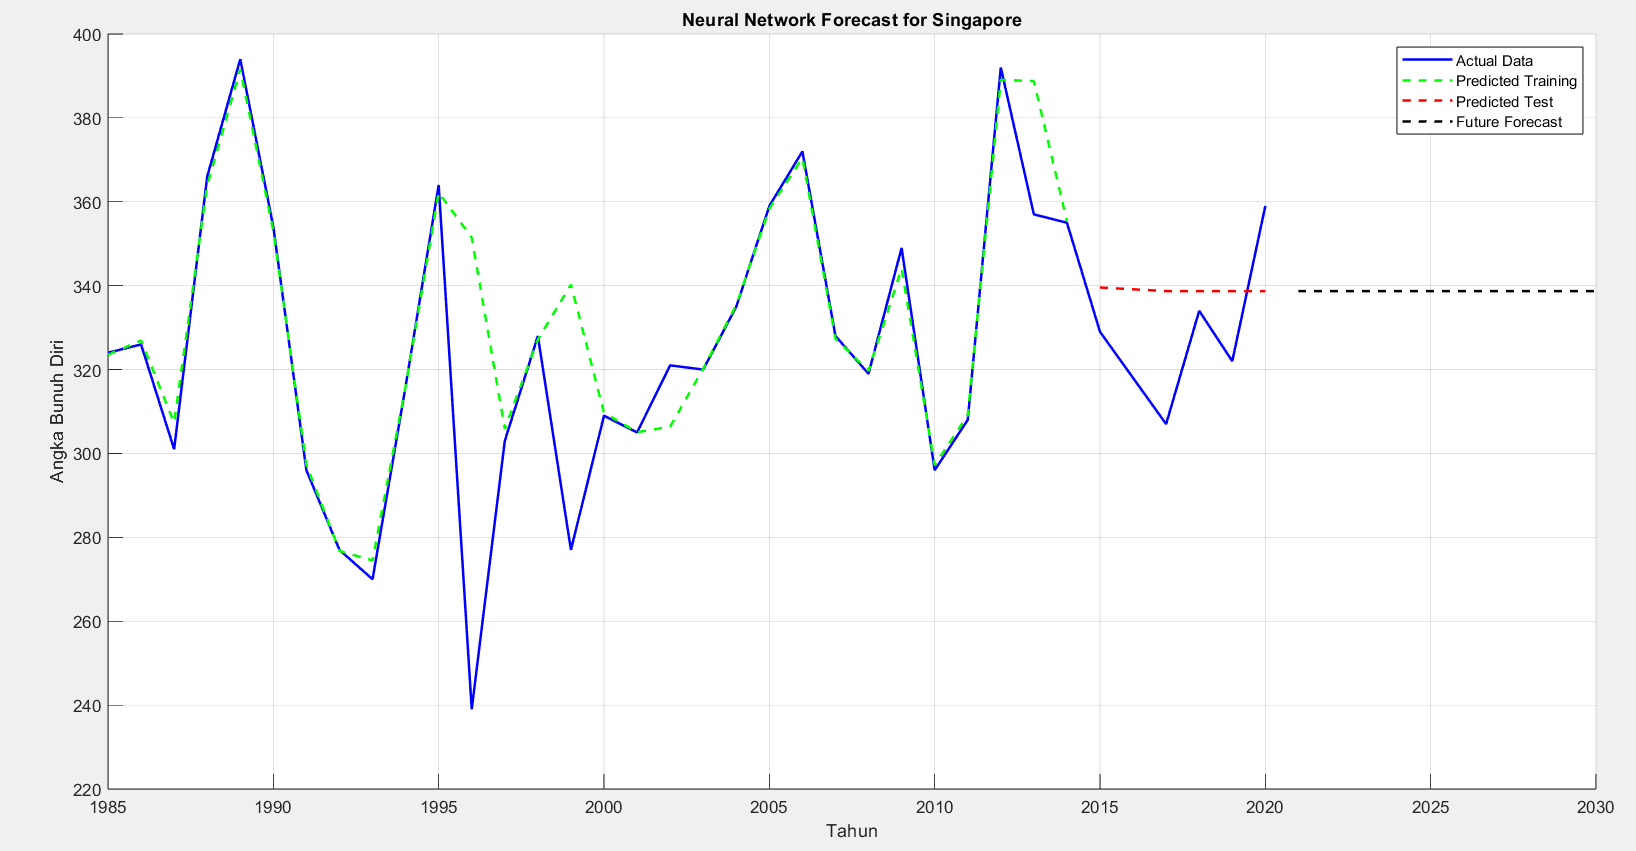 Neural Network Forecast for Singapore
Actual Data
Predicted Training
Predicted Test
Future Forecast
400
380
360
340
320
300
280
260
240
220
Angka Bunuh Diri
1985 1990 1995 2000 2005 2010 2015 2020 2025 2030
Tahun